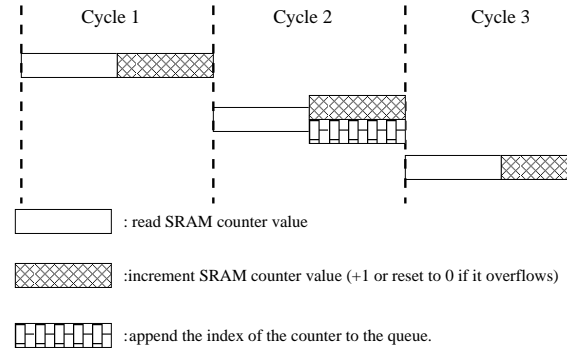 Cycle 1
Cycle 2
Cycle 3
: read SRAM counter value
:increment SRAM counter value (+1 or reset to 0 if it overflows)
:append the index of the counter to the queue.